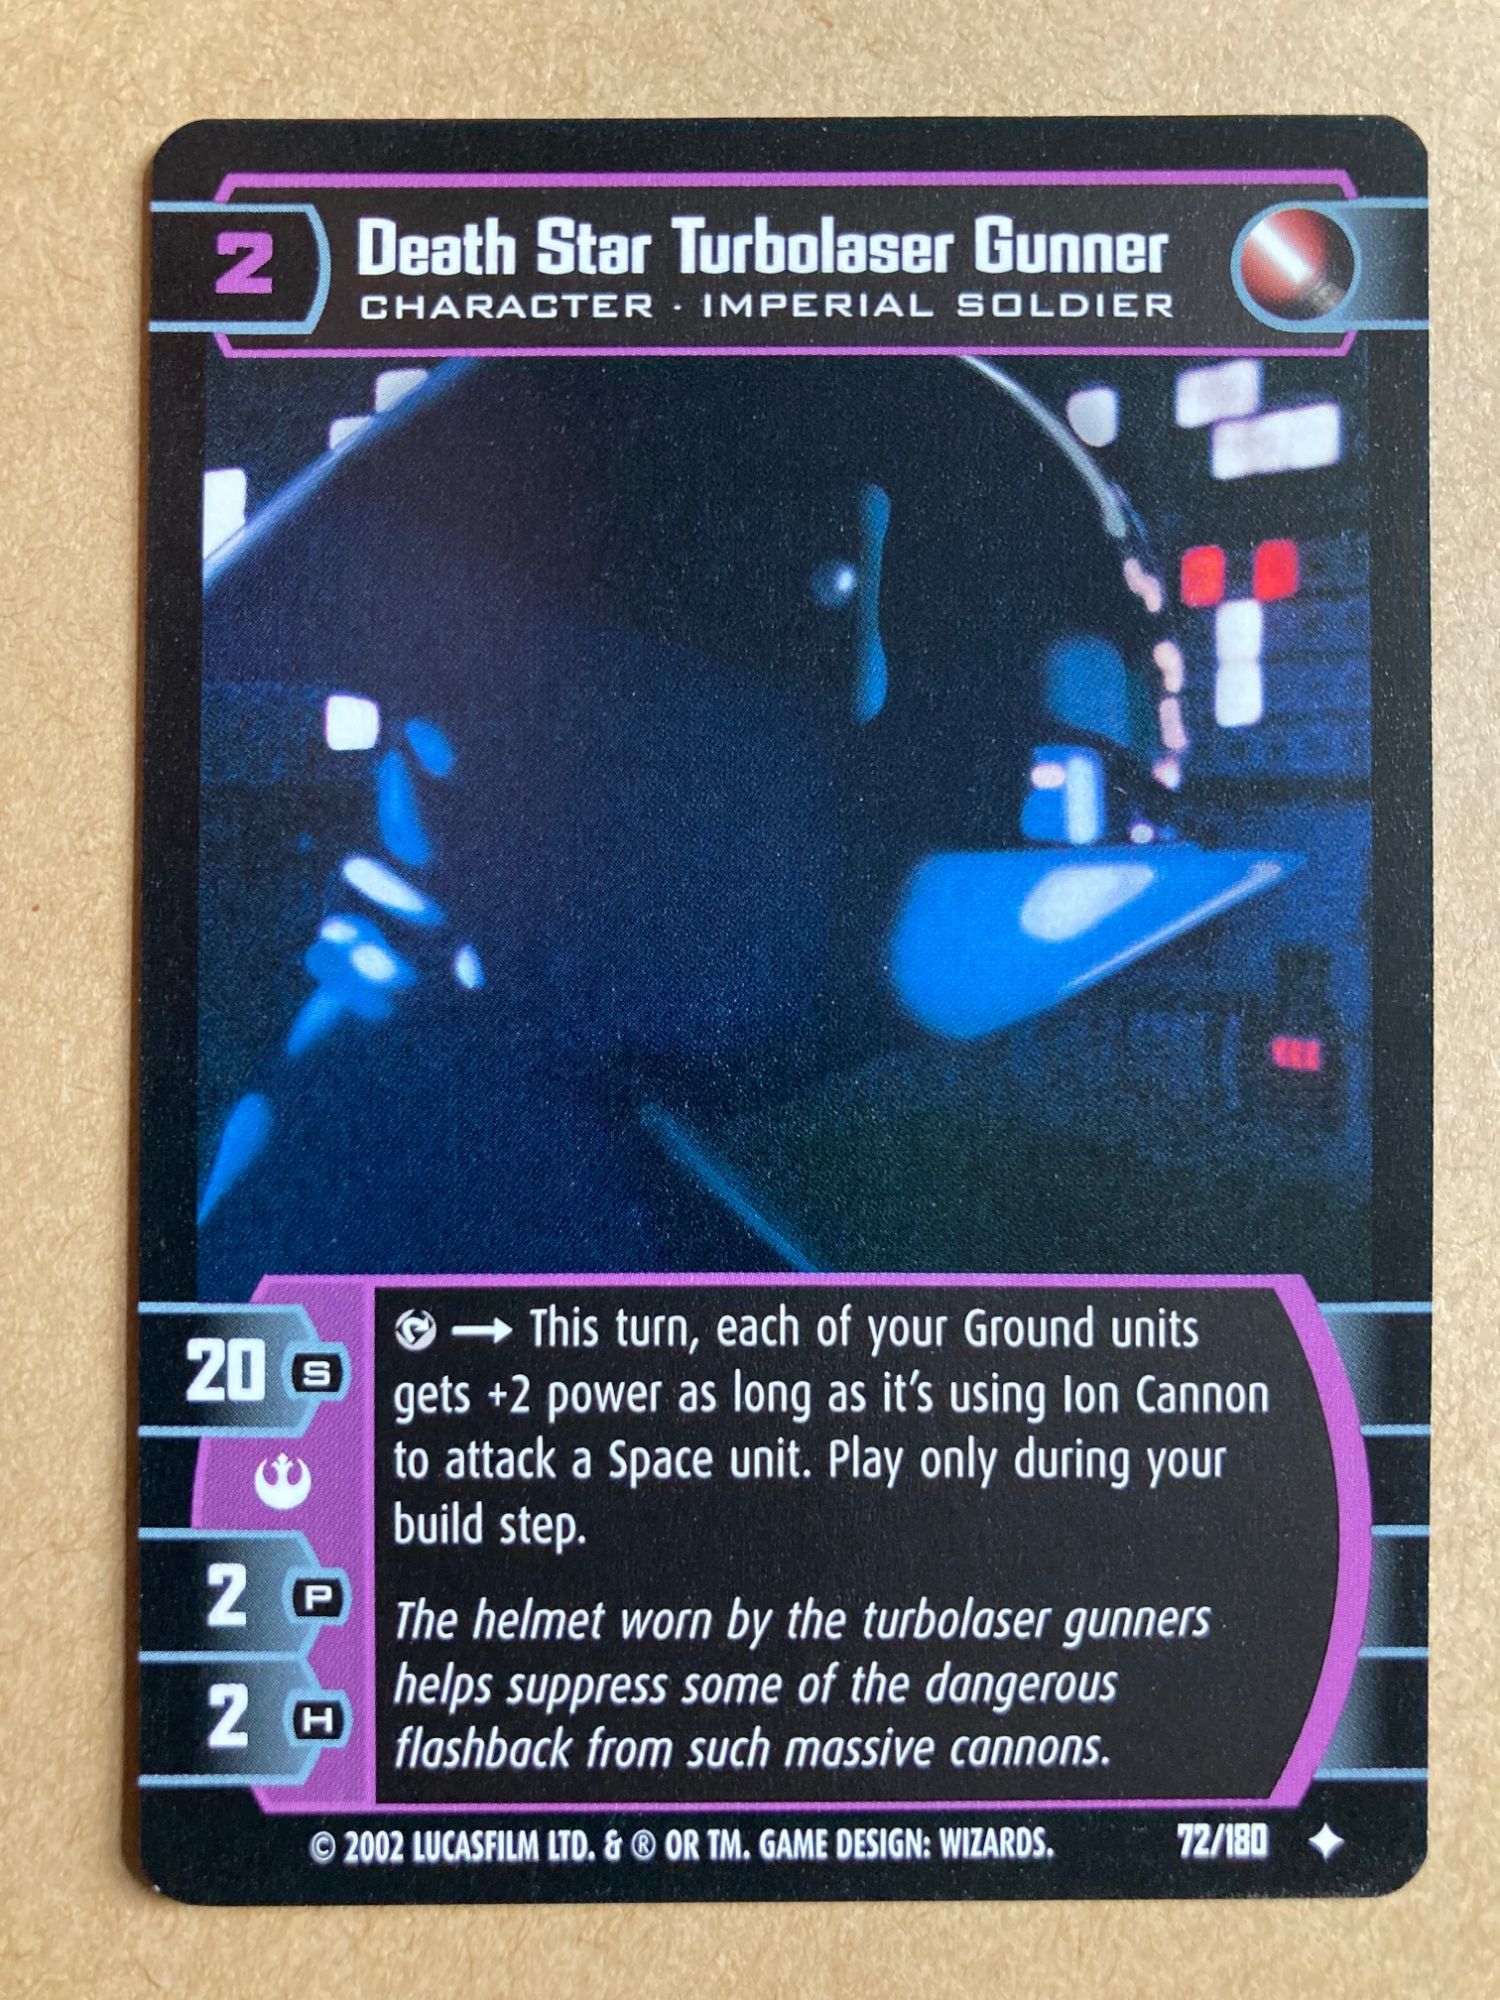 2
Death Star Turbolaser Gunner
CHARACTER · IMPERIAL SOLDIER
20 S
2 P
2 H
→ This turn, each of your Ground units
gets +2 power as long as it's using Ion Cannon
to attack a Space unit. Play only during your
build step.
The helmet worn by the turbolaser gunners
helps suppress some of the dangerous
flashback from such massive cannons.
© 2002 LUCASFILM LTD. & ® OR TM. GAME DESIGN: WIZARDS. 72/180